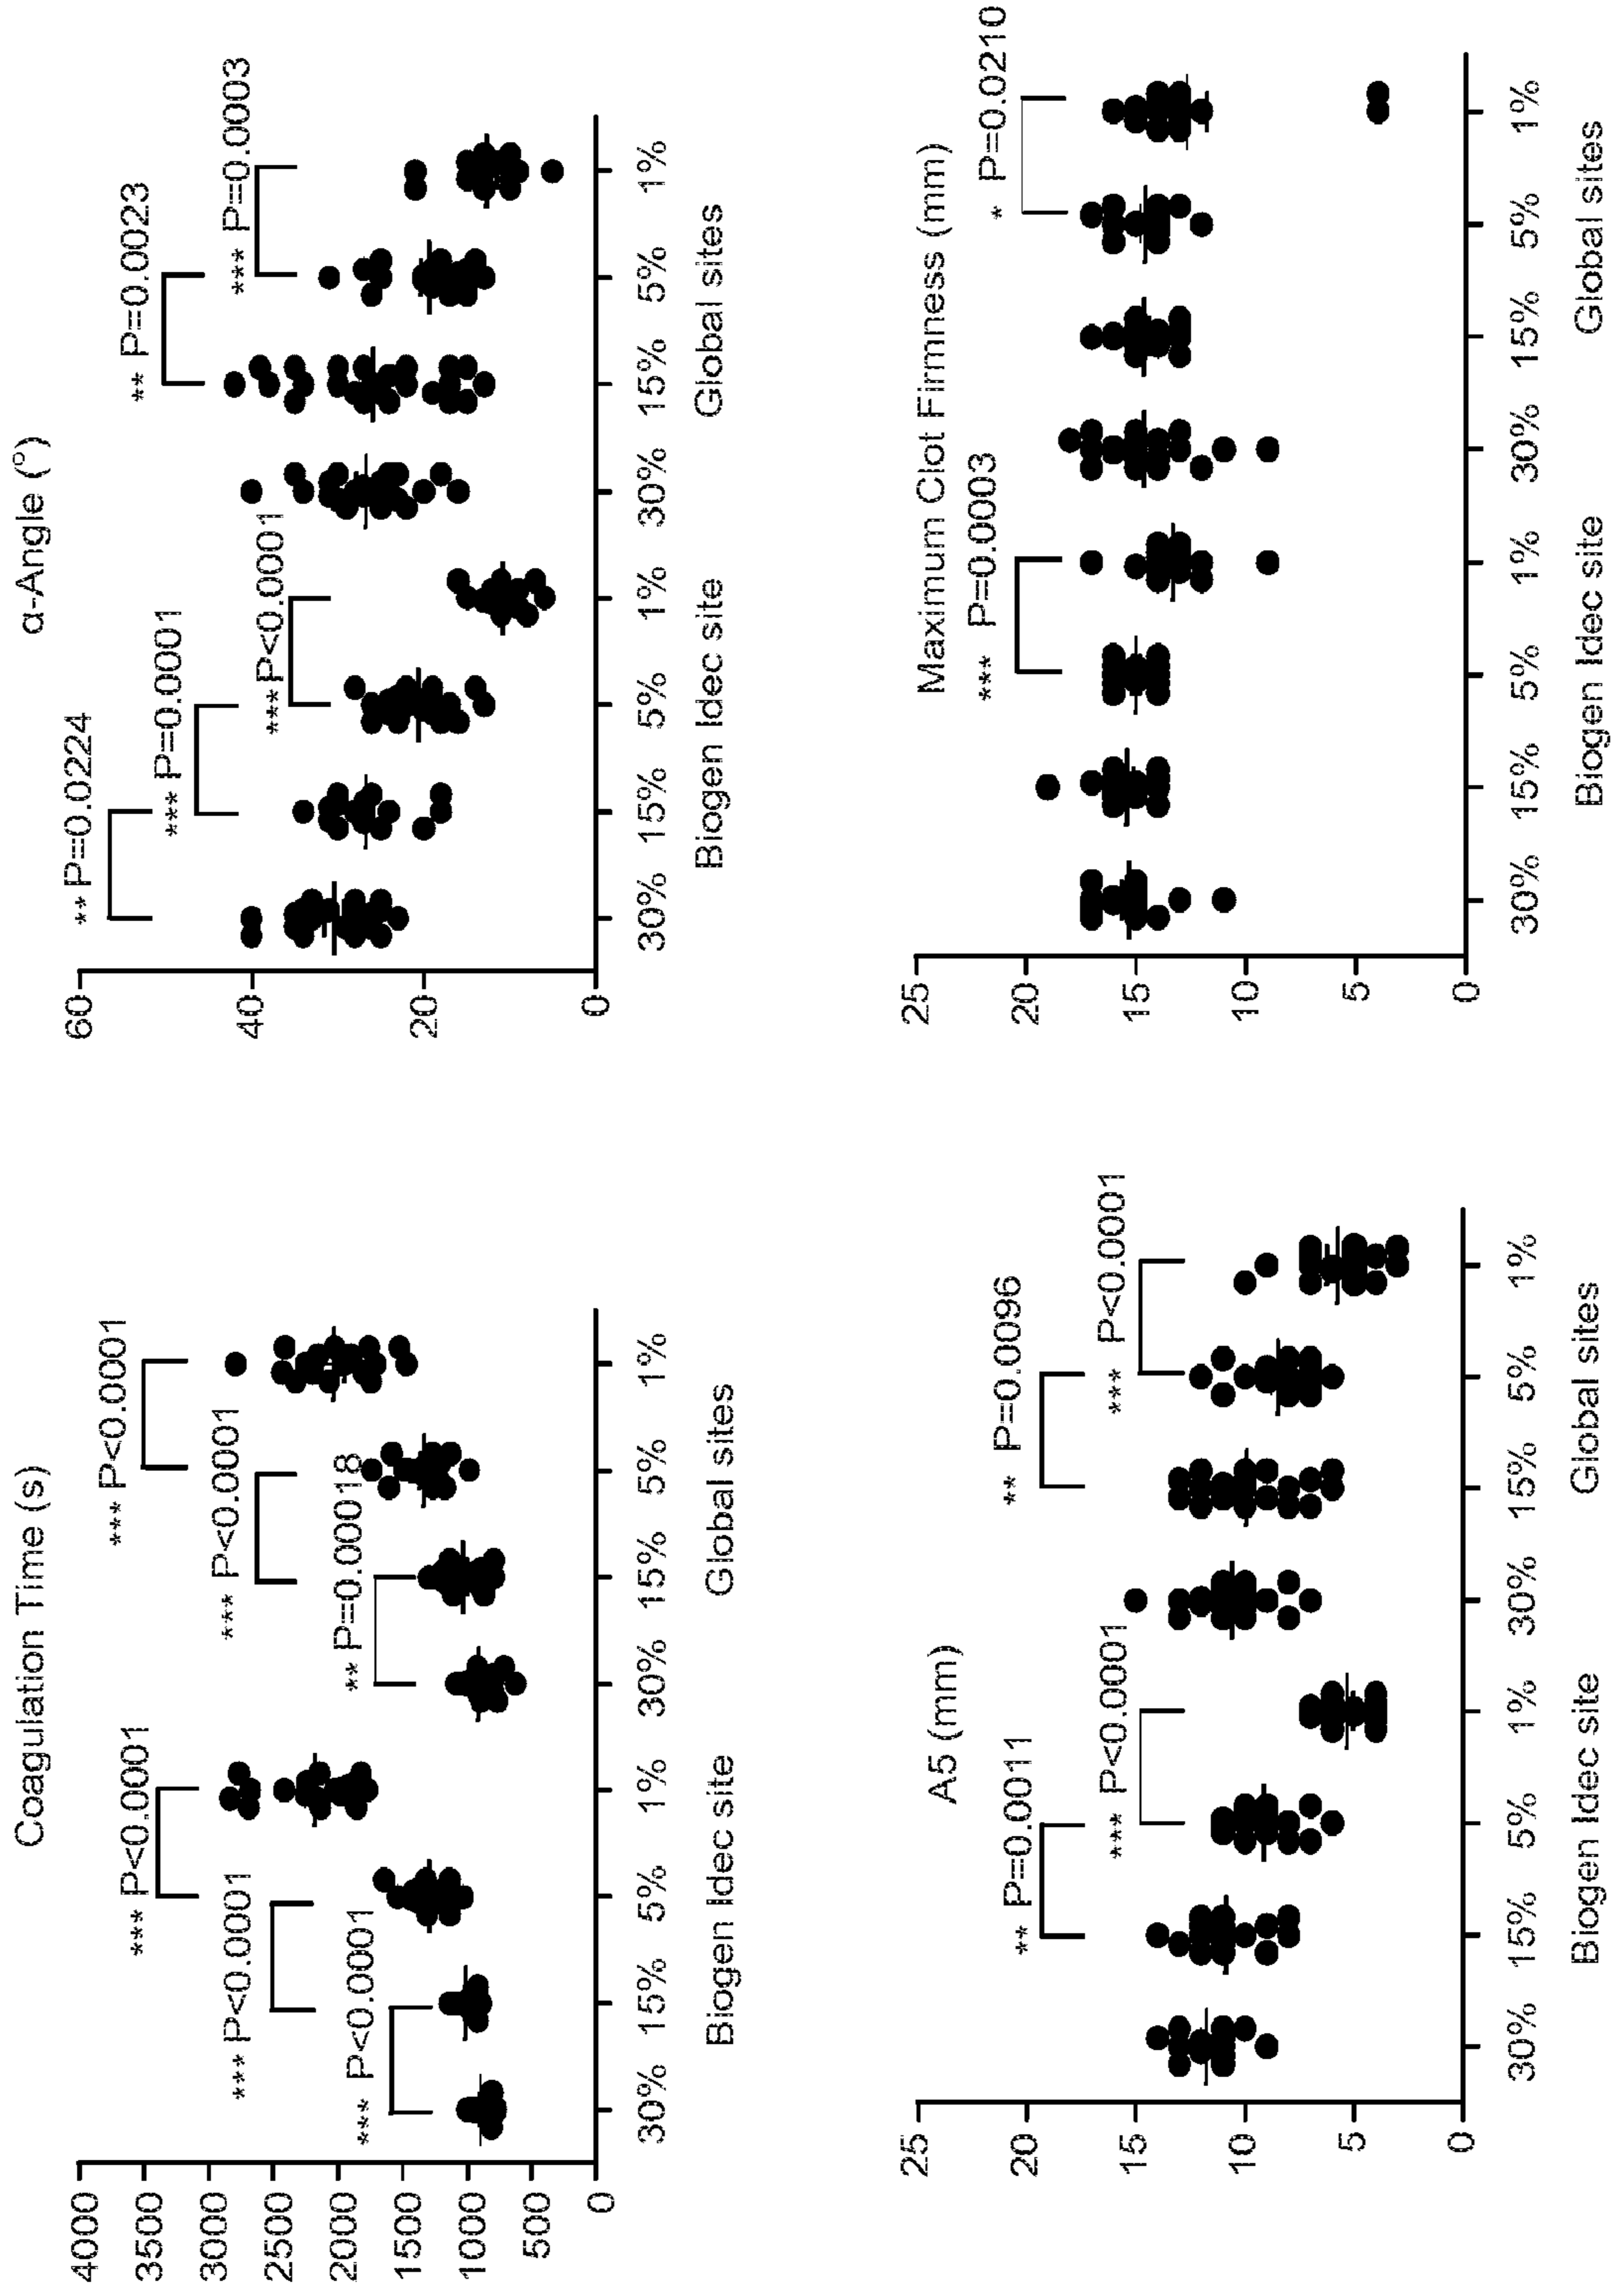 Coagulation Time (s)
4000
3500
3000
2500
2000
1500
1000
500
0
*** P<0.0001
*** P<0.0001
*** P<0.0001
*** P<0.0001
*** P<0.0001
** P=0.00018
30% 15% 5% 1% 30% 15% 5% 1%
Biogen Idec site Global sites
α-Angle (°)
60
40
20
0
** P=0.0224
*** P=0.0001
*** P<0.0001
** P=0.0023
*** P=0.0003
30% 15% 5% 1% 30% 15% 5% 1%
Biogen Idec site Global sites
A5 (mm)
25
20
15
10
5
0
** P=0.0011
*** P<0.0001
** P=0.0096
*** P<0.0001
30% 15% 5% 1% 30% 15% 5% 1%
Biogen Idec site Global sites
Maximum Clot Firmness (mm)
25
20
15
10
5
0
*** P=0.0003
* P=0.0210
30% 15% 5% 1% 30% 15% 5% 1%
Biogen Idec site Global sites